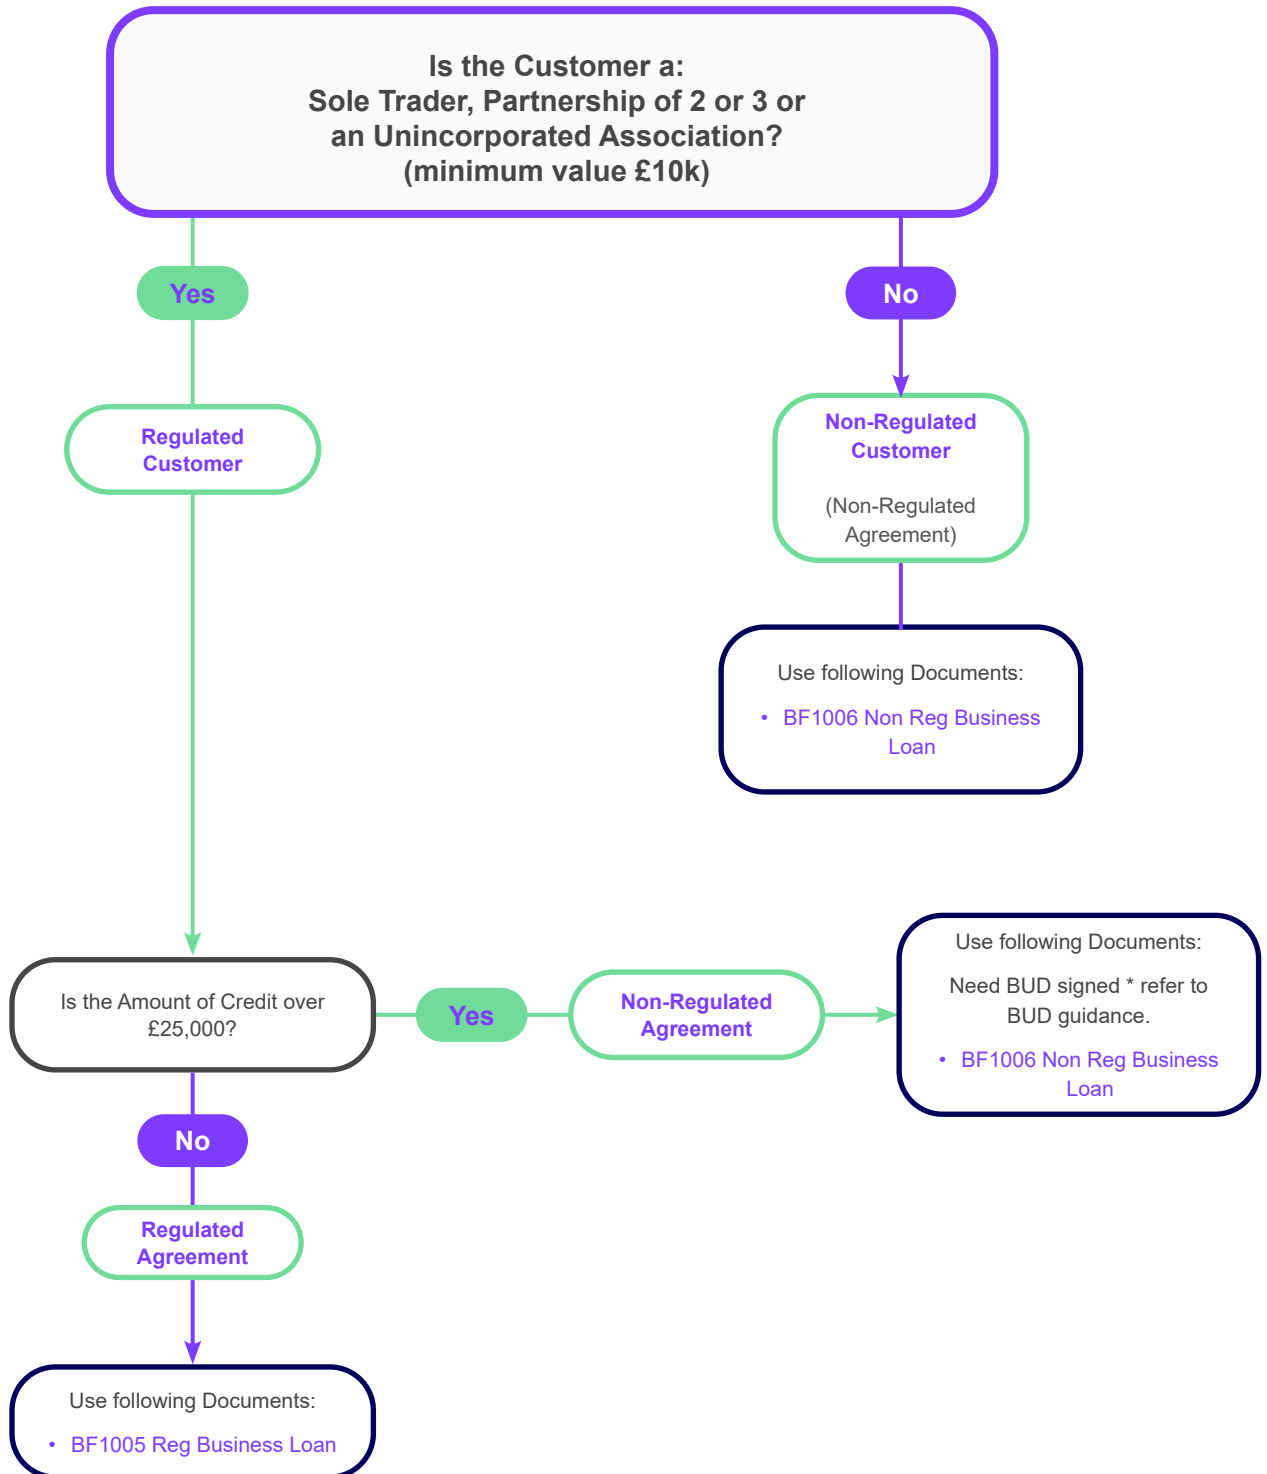 Is the Customer a:
Sole Trader, Partnership of 2 or 3 or
an Unincorporated Association?
(minimum value £10k)
Yes
No
Regulated
Customer
Non-Regulated
Customer
(Non-Regulated
Agreement)
Use following Documents:
• BF1006 Non Reg Business
Loan
Is the Amount of Credit over
£25,000?
Yes
Non-Regulated
Agreement
Use following Documents:
Need BUD signed * refer to
BUD guidance.
• BF1006 Non Reg Business
Loan
No
Regulated
Agreement
Use following Documents:
• BF1005 Reg Business Loan